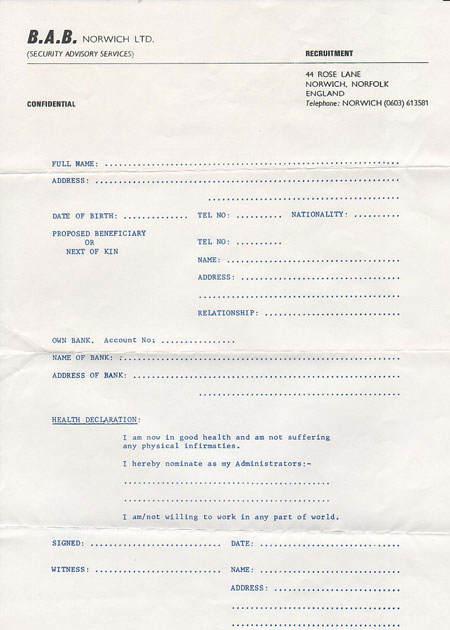 B.A.B. NORWICH LTD.
(SECURITY ADVISORY SERVICES)
RECRUITMENT
44 ROSE LANE
NORWICH, NORFOLK
ENGLAND
Telephone: NORWICH (0603) 613581
CONFIDENTIAL
FULL NAME:
ADDRESS:
DATE OF BIRTH: TEL NO: NATIONALITY:
PROPOSED BENEFICIARY
OR
NEXT OF KIN
TEL NO:
NAME:
ADDRESS:
RELATIONSHIP:
OWN BANK. Account No:
NAME OF BANK:
ADDRESS OF BANK:
HEALTH DECLARATION:
I am now in good health and am not suffering
any physical infirmaties.
I hereby nominate as my Administrators:-
I am/not willing to work in any part of world.
SIGNED: DATE:
WITNESS: NAME:
ADDRESS: